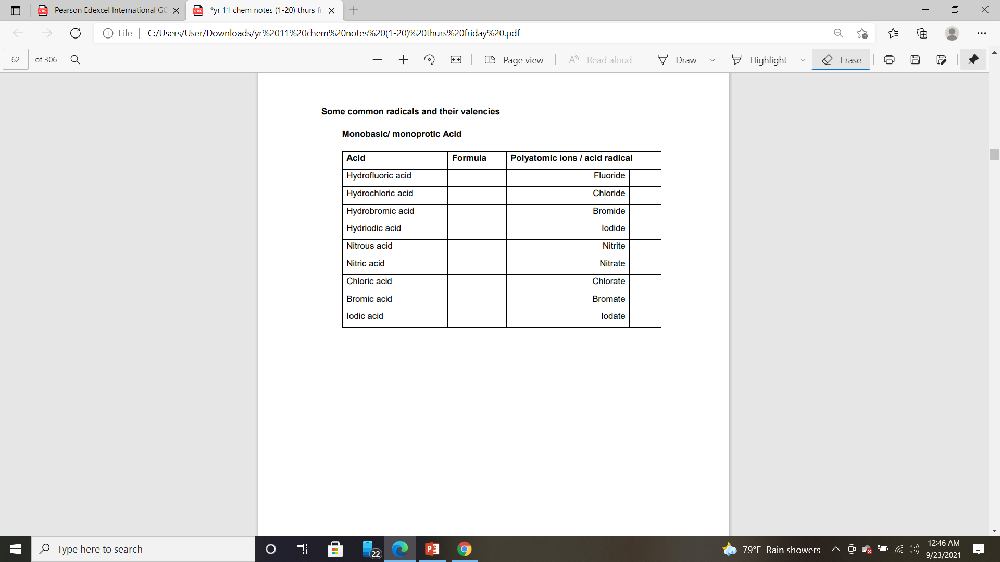 Pearson Edexcel International GC
*yr 11 chem notes (1-20) thurs fr
File C:/Users/User/Downloads/yr%2011%20chem%20notes%20(1-20)%20thurs%20friday%20.pdf
62 of 306 Page view Read aloud Draw Highlight Erase
Some common radicals and their valencies
Monobasic/ monoprotic Acid
Acid Formula Polyatomic ions / acid radical
Hydrofluoric acid Fluoride
Hydrochloric acid Chloride
Hydrobromic acid Bromide
Hydriodic acid Iodide
Nitrous acid Nitrite
Nitric acid Nitrate
Chloric acid Chlorate
Bromic acid Bromate
Iodic acid Iodate
Type here to search 22 79°F Rain showers 12:46 AM
9/23/2021